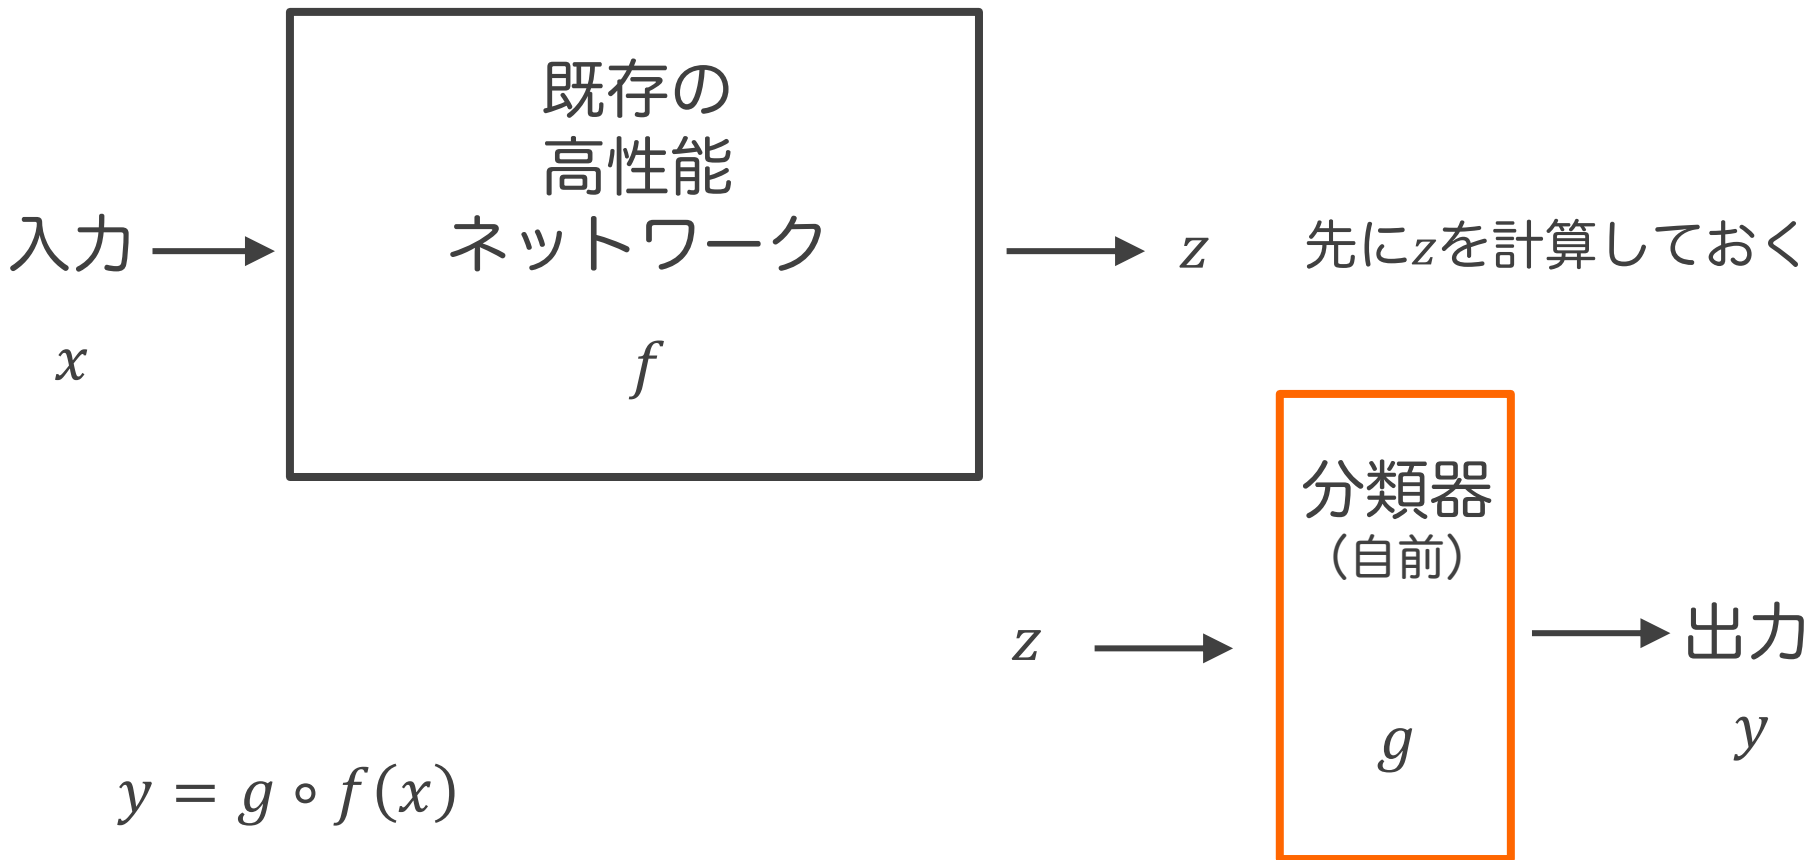 既存の
高性能
ネットワーク
入力
x
f
z
先にzを計算しておく
分類器
（自前）
z
g
出力
y
y = g ∘ f(x)